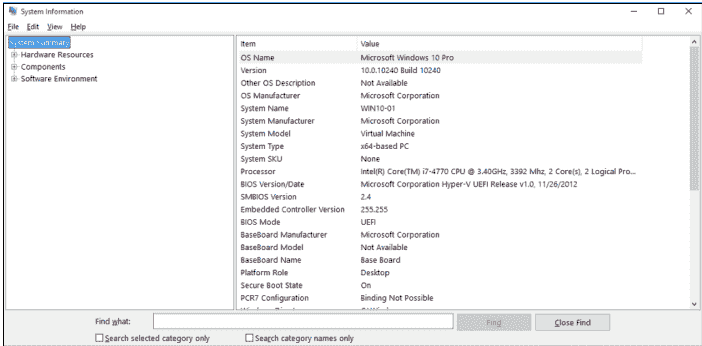 System Information
File Edit View Help
System Summary
Hardware Resources
Components
Software Environment
Item Value
OS Name Microsoft Windows 10 Pro
Version 10.0.10240 Build 10240
Other OS Description Not Available
OS Manufacturer Microsoft Corporation
System Name WIN10-01
System Manufacturer Microsoft Corporation
System Model Virtual Machine
System Type x64-based PC
System SKU None
Processor Intel(R) Core(TM) i7-4770 CPU @ 3.40GHz, 3392 Mhz, 2 Core(s), 2 Logical Pro...
BIOS Version/Date Microsoft Corporation Hyper-V UEFI Release v1.0, 11/26/2012
SMBIOS Version 2.4
Embedded Controller Version 255.255
BIOS Mode UEFI
BaseBoard Manufacturer Microsoft Corporation
BaseBoard Model Not Available
BaseBoard Name Base Board
Platform Role Desktop
Secure Boot State On
PCR7 Configuration Binding Not Possible
Find what: Find Close Find
Search selected category only Search category names only